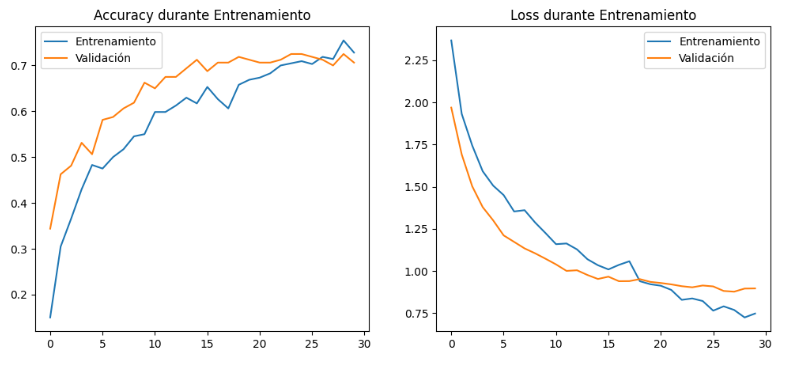 Accuracy durante Entrenamiento
Entrenamiento
Validación
0.7
0.6
0.5
0.4
0.3
0.2
0 5 10 15 20 25 30
Loss durante Entrenamiento
Entrenamiento
Validación
2.25
2.00
1.75
1.50
1.25
1.00
0.75
0 5 10 15 20 25 30